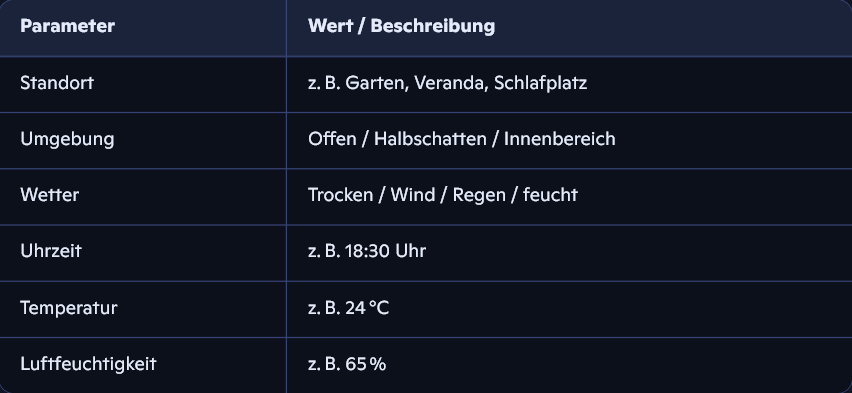 Parameter Wert / Beschreibung
Standort z. B. Garten, Veranda, Schlafplatz
Umgebung Offen / Halbschatten / Innenbereich
Wetter Trocken / Wind / Regen / feucht
Uhrzeit z. B. 18:30 Uhr
Temperatur z. B. 24 °C
Luftfeuchtigkeit z. B. 65 %